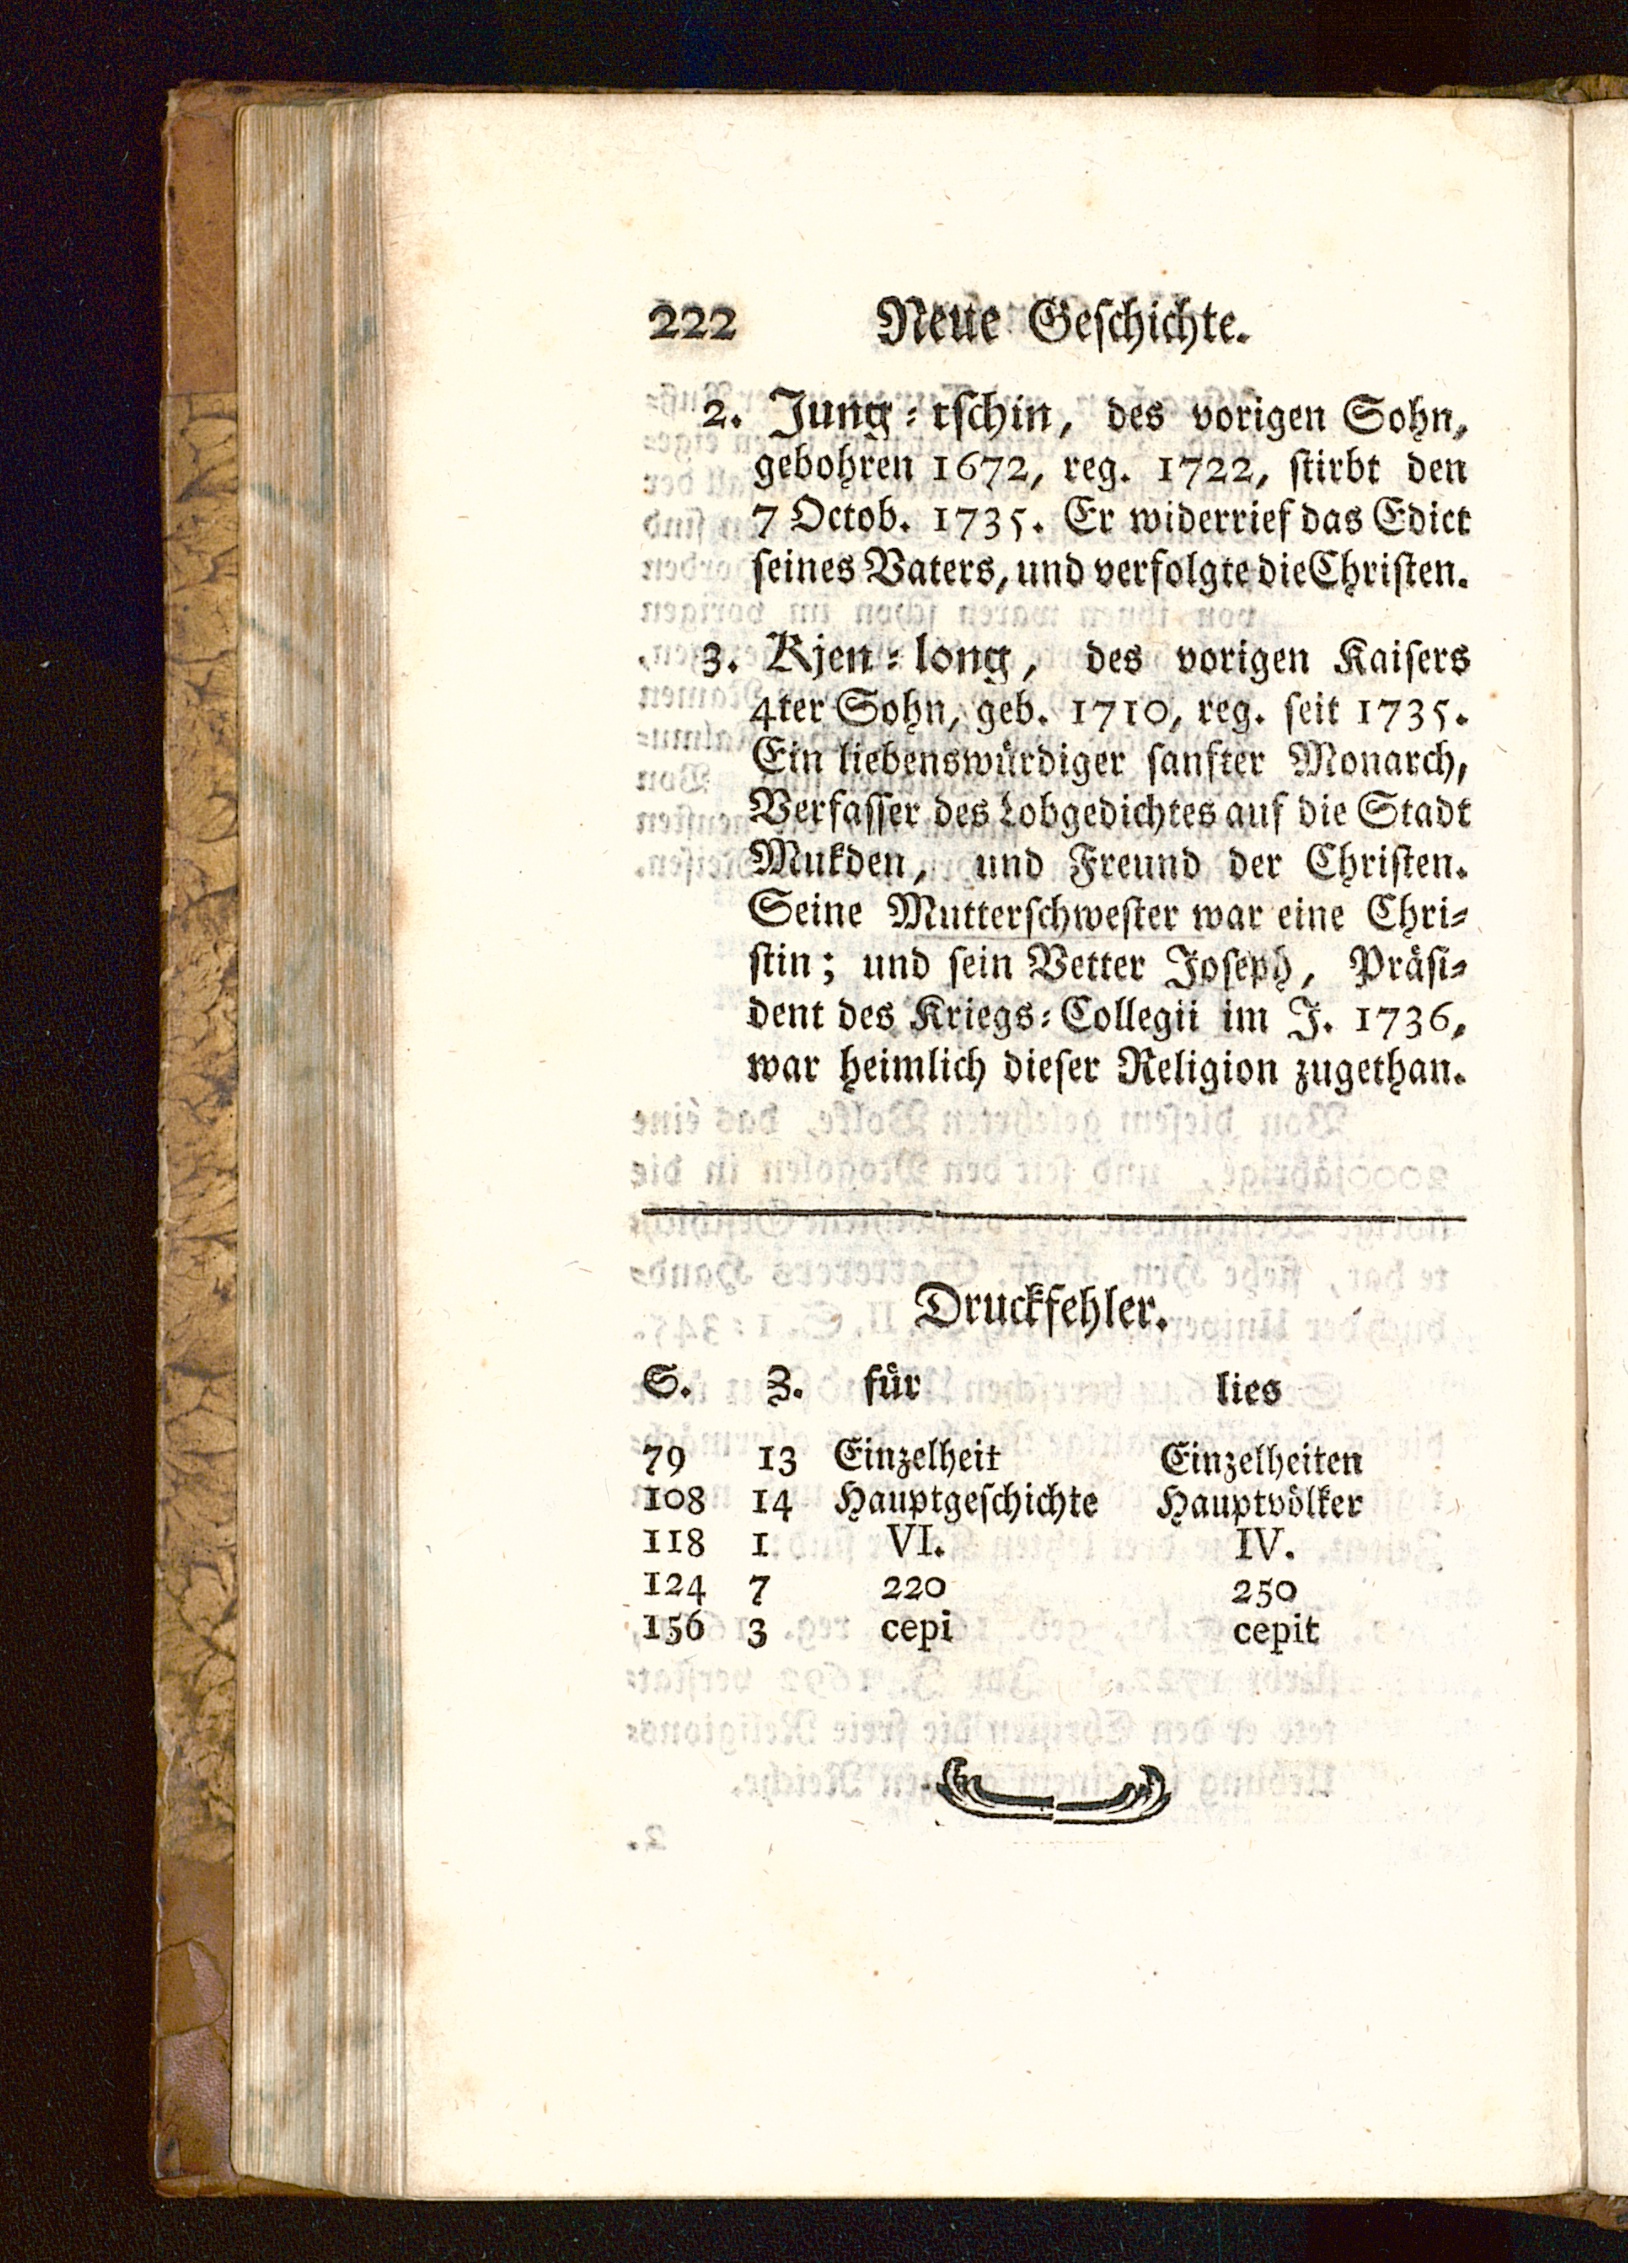 222 Neue Geſchichte.
2. Jung-tſchin, des vorigen Sohn,
gebohren 1672, reg. 1722, ſtirbt den
7 Octob. 1735. Er widerrief das Edict
ſeines Vaters, und verfolgte die Chriſten.
3. Kjen-long, des vorigen Kaiſers
4ter Sohn, geb. 1710, reg. ſeit 1735.
Ein liebenswürdiger ſanfter Monarch,
Verfaſſer des Lobgedichtes auf die Stadt
Mukden, und Freund der Chriſten.
Seine Mutterſchweſter war eine Chri-
ſtin; und ſein Vetter Joſeph, Präſi-
dent des Kriegs-Collegii im J. 1736,
war heimlich dieſer Religion zugethan.
Druckfehler.
S. Z. für lies
79 13 Einzelheit Einzelheiten
108 14 Hauptgeſchichte Hauptvölker
118 1 VI. IV.
124 7 220 250
156 3 cepi cepit